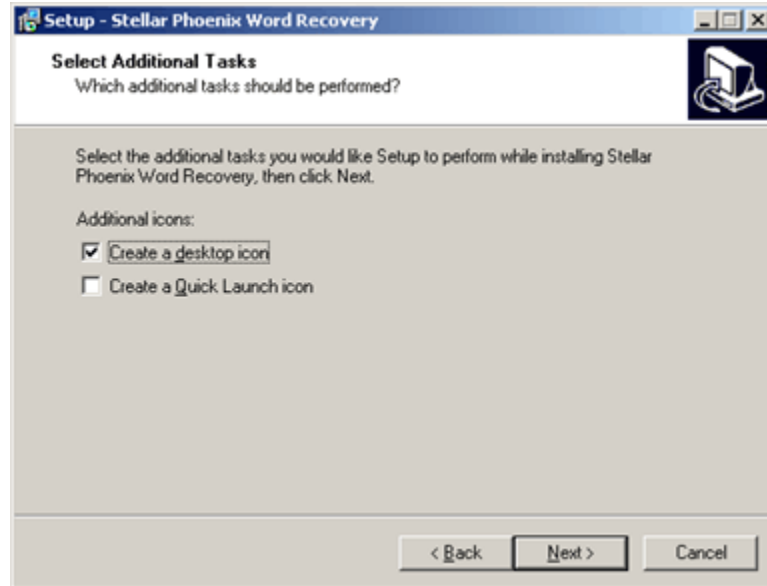 Setup - Stellar Phoenix Word Recovery
Select Additional Tasks
Which additional tasks should be performed?
Select the additional tasks you would like Setup to perform while installing Stellar
Phoenix Word Recovery, then click Next.
Additional icons:
Create a desktop icon
Create a Quick Launch icon
< Back Next > Cancel